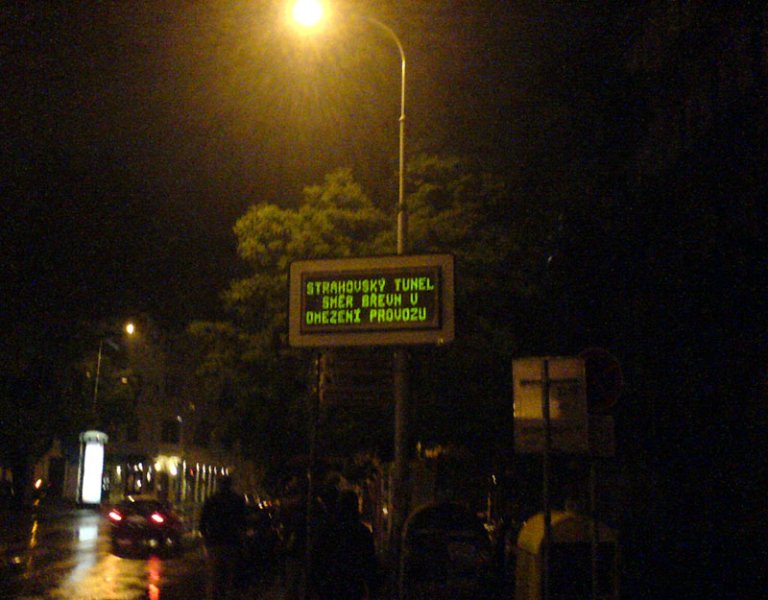 STRAHOVSKÝ TUNEL
SMĚR BŘEVN V
OMEZENÍ PROVOZU